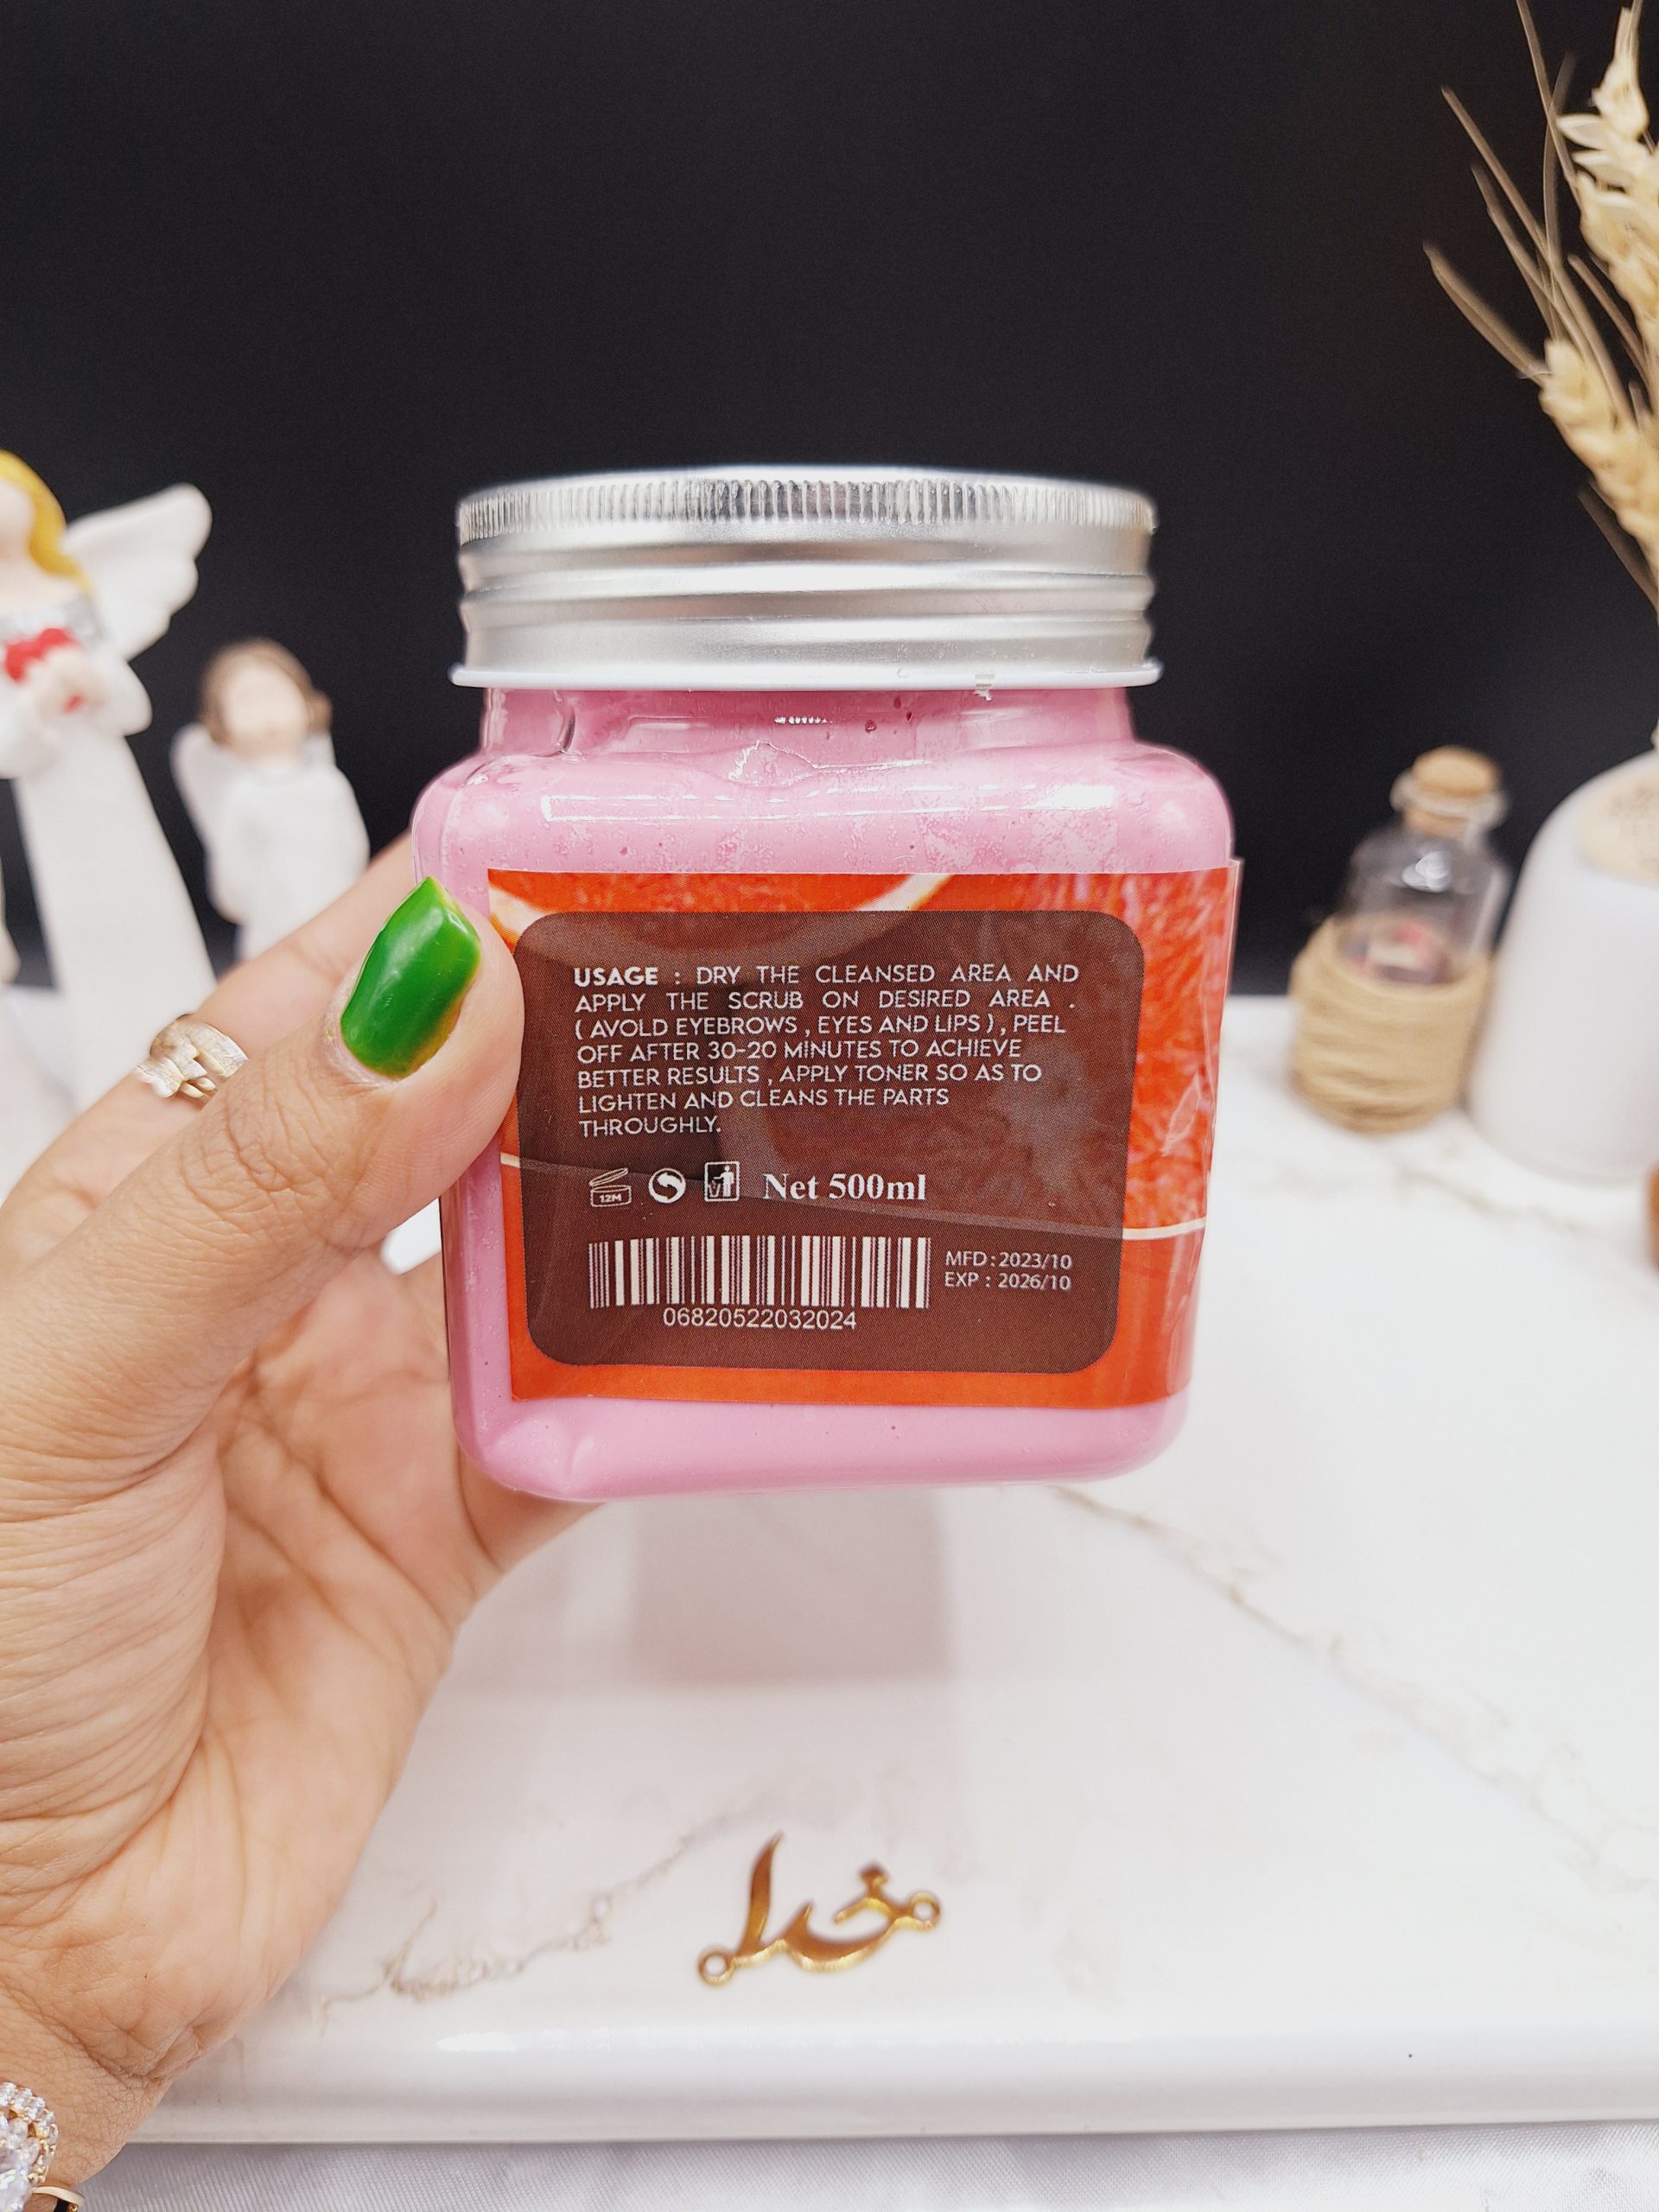 USAGE : DRY THE CLEANSED AREA AND
APPLY THE SCRUB ON DESIRED AREA .
( AVOLD EYEBROWS , EYES AND LIPS ) , PEEL
OFF AFTER 30-20 MINUTES TO ACHIEVE
BETTER RESULTS , APPLY TONER SO AS TO
LIGHTEN AND CLEANS THE PARTS
THROUGHLY.
12M
Net 500ml
MFD : 2023/10
EXP : 2026/10
06820522032024
خدا